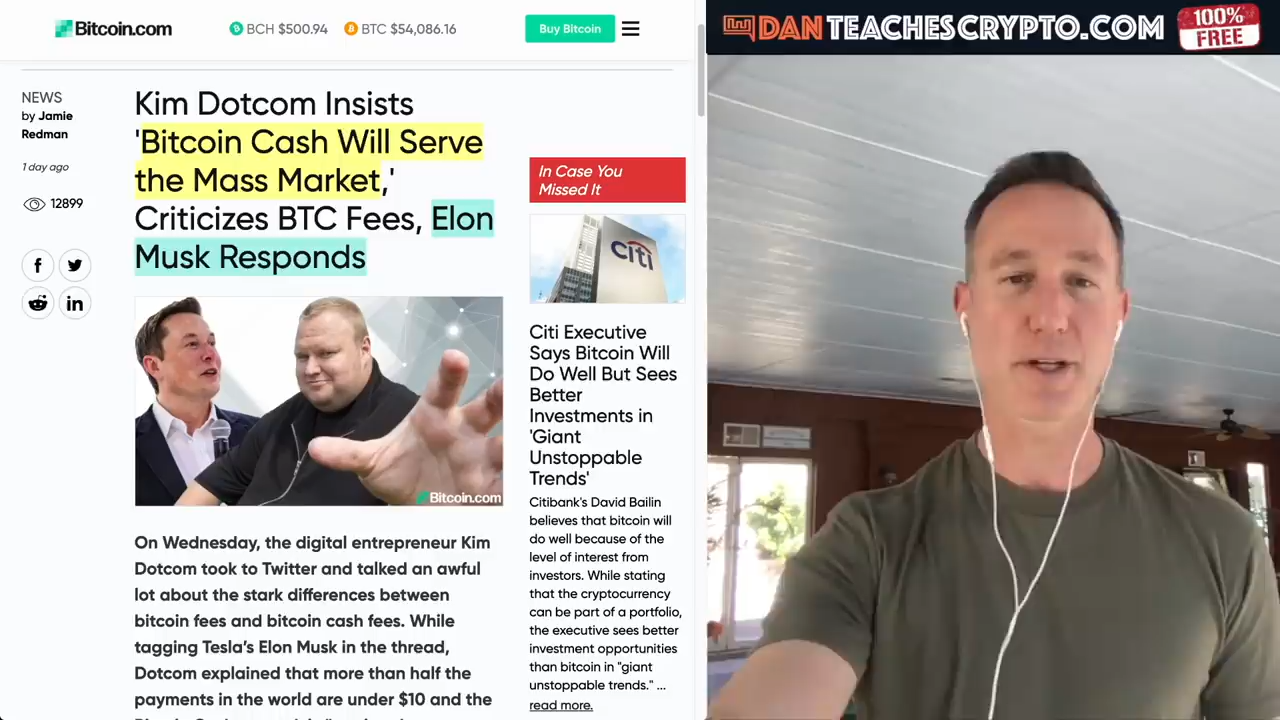 Bitcoin.com
BCH $500.94
BTC $54,086.16
Buy Bitcoin
DANTEACHESCRYPTO.COM
100%
FREE
NEWS
by Jamie
Redman
1 day ago
12899
Kim Dotcom Insists
'Bitcoin Cash Will Serve
the Mass Market,'
Criticizes BTC Fees, Elon
Musk Responds
Bitcoin.com
On Wednesday, the digital entrepreneur Kim
Dotcom took to Twitter and talked an awful
lot about the stark differences between
bitcoin fees and bitcoin cash fees. While
tagging Tesla's Elon Musk in the thread,
Dotcom explained that more than half the
payments in the world are under $10 and the
In Case You
Missed It
citi
Citi Executive
Says Bitcoin Will
Do Well But Sees
Better
Investments in
'Giant
Unstoppable
Trends'
Citibank's David Bailin
believes that bitcoin will
do well because of the
level of interest from
investors. While stating
that the cryptocurrency
can be part of a portfolio,
the executive sees better
investment opportunities
than bitcoin in "giant
unstoppable trends." ...
read more.